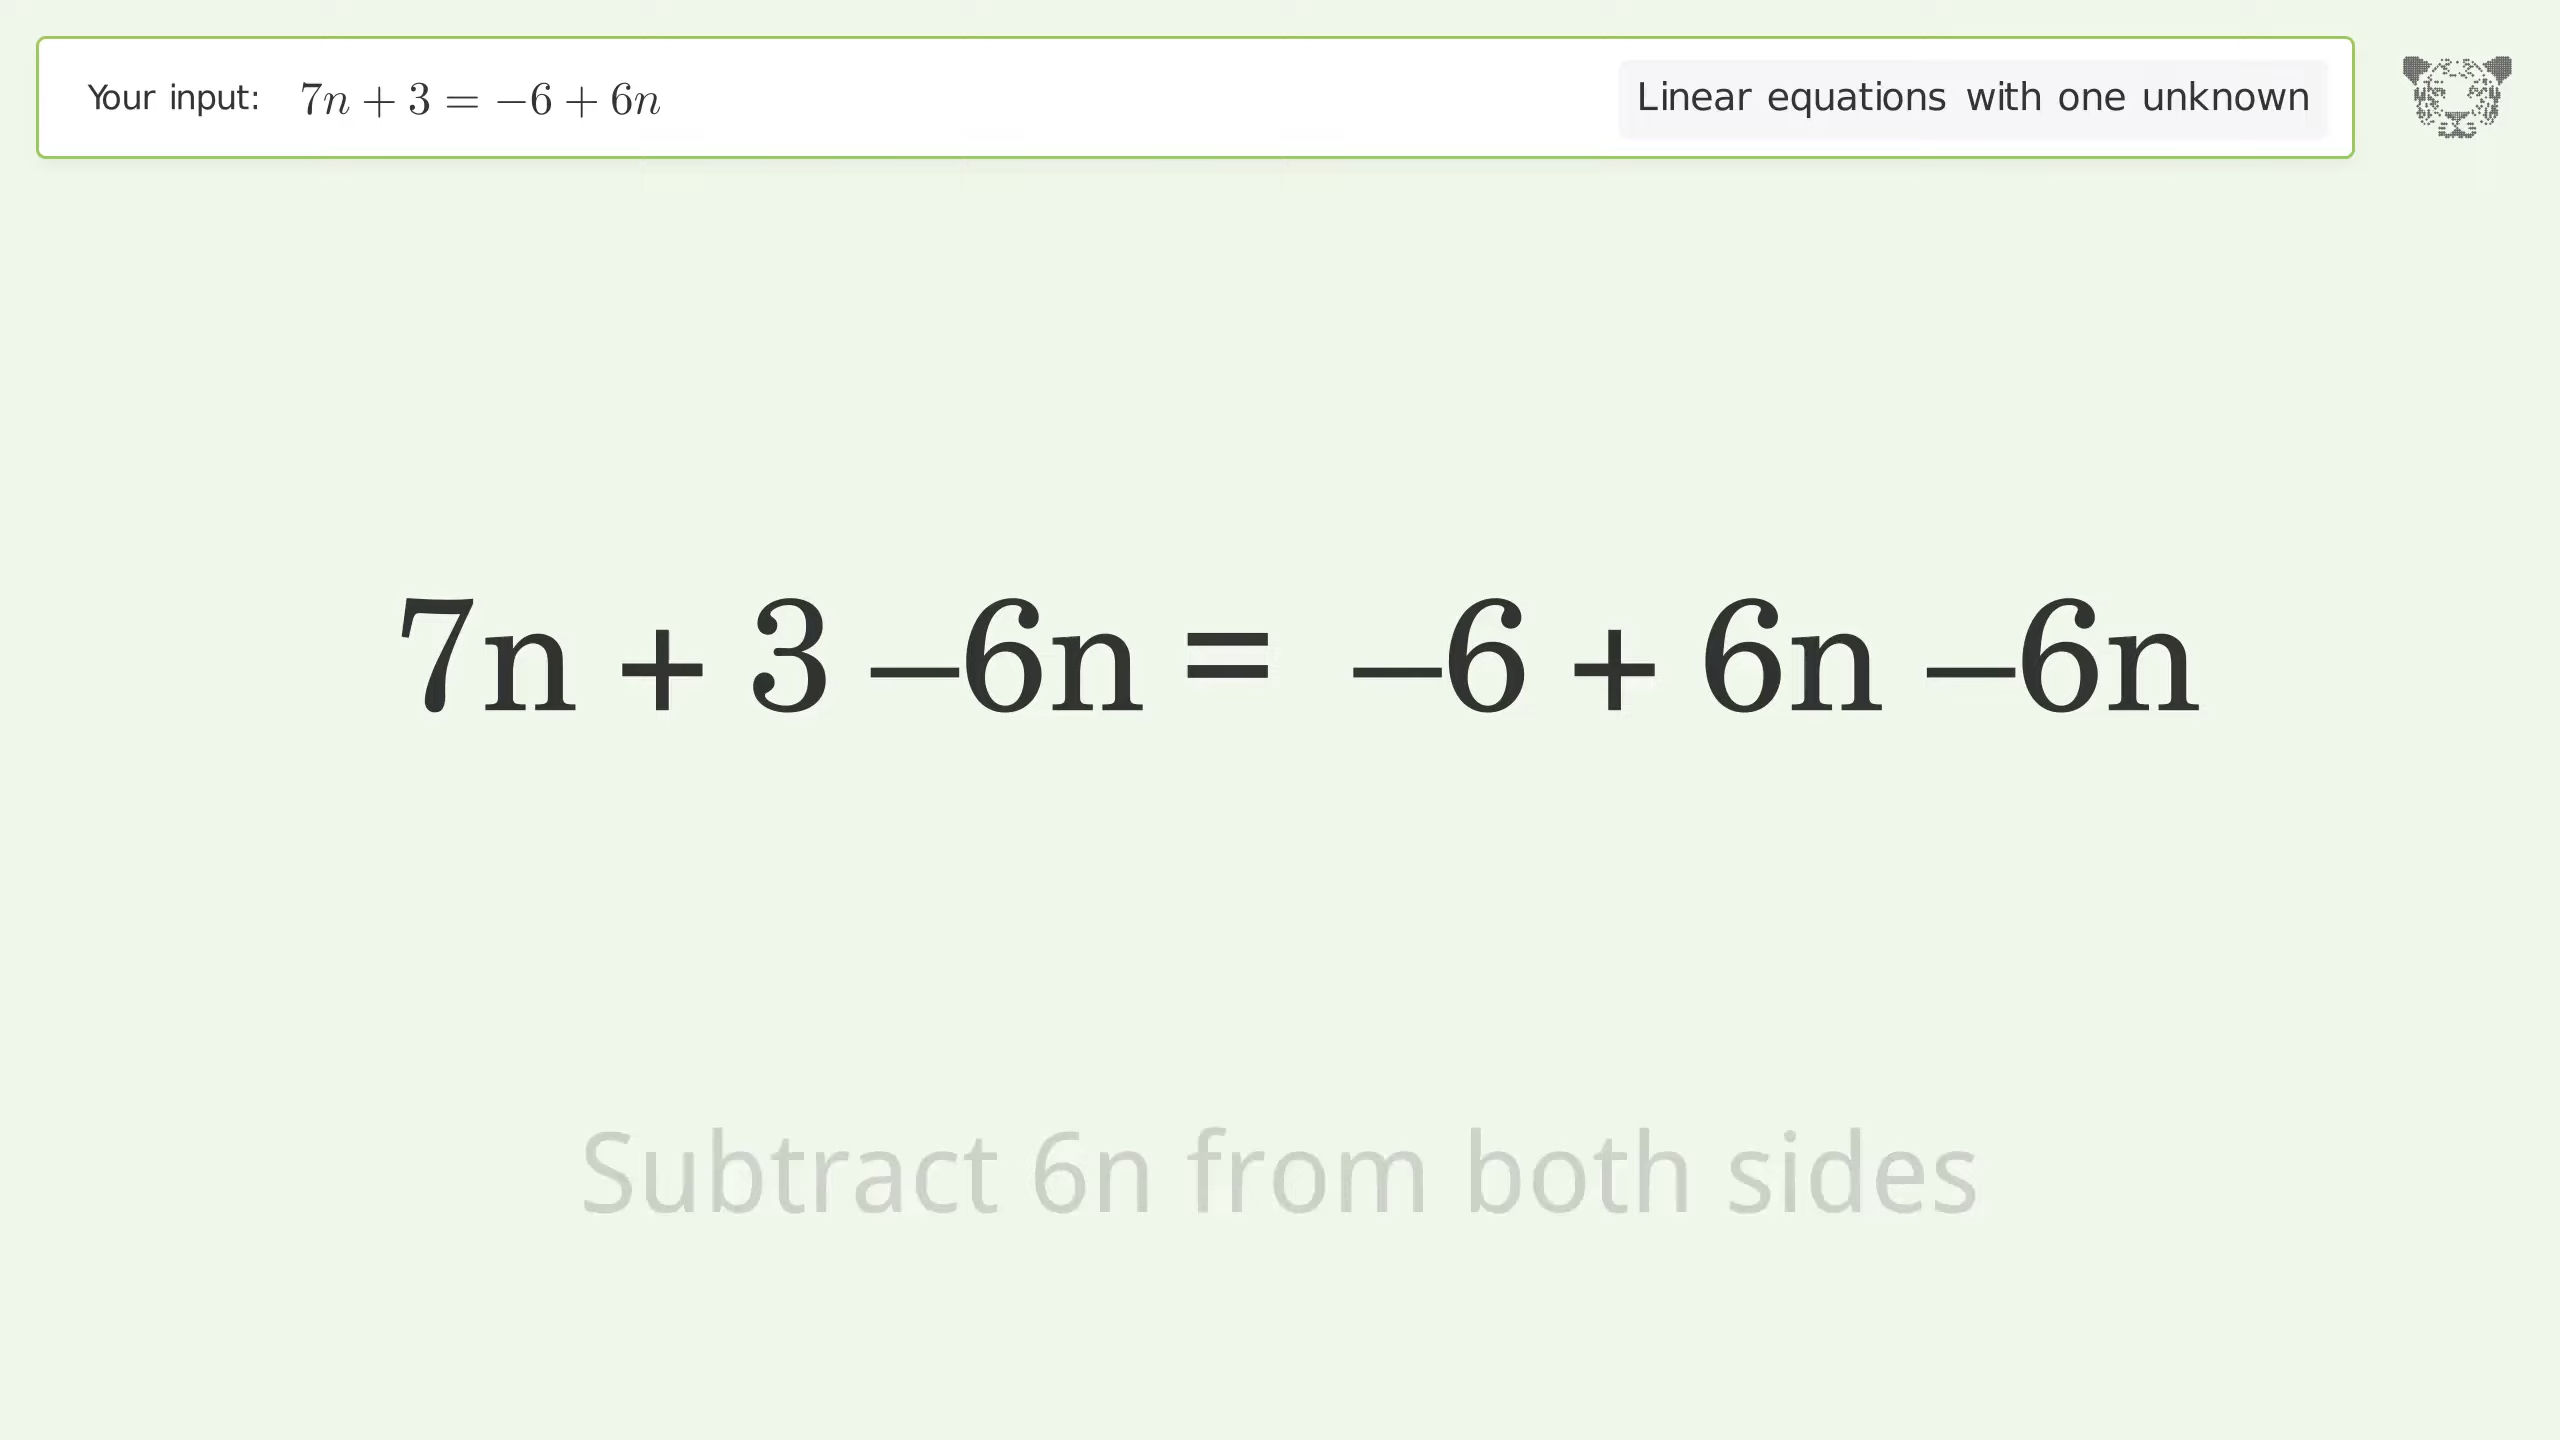 Your input: 7n + 3 = −6 + 6n
Linear equations with one unknown
7n + 3 −6n = −6 + 6n −6n
Subtract 6n from both sides